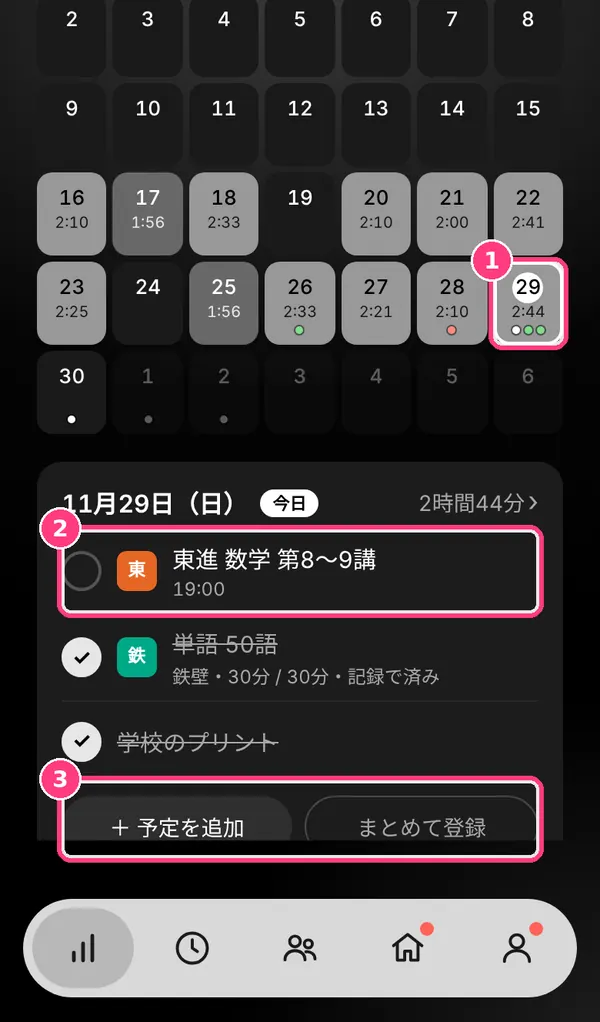 2 3 4 5 6 7 8
9 10 11 12 13 14 15
16 17 18 19 20 21 22
2:10 1:56 2:33 2:10 2:00 2:41
1
23 24 25 26 27 28 29
2:25 1:56 2:33 2:21 2:10 2:44
30 1 2 3 4 5 6
11月29日（日） 今日 2時間44分
2
東 東進 数学 第8〜9講
19:00
鉄 単語 50語
鉄壁・30分 / 30分・記録で済み
学校のプリント
3
＋ 予定を追加 まとめて登録